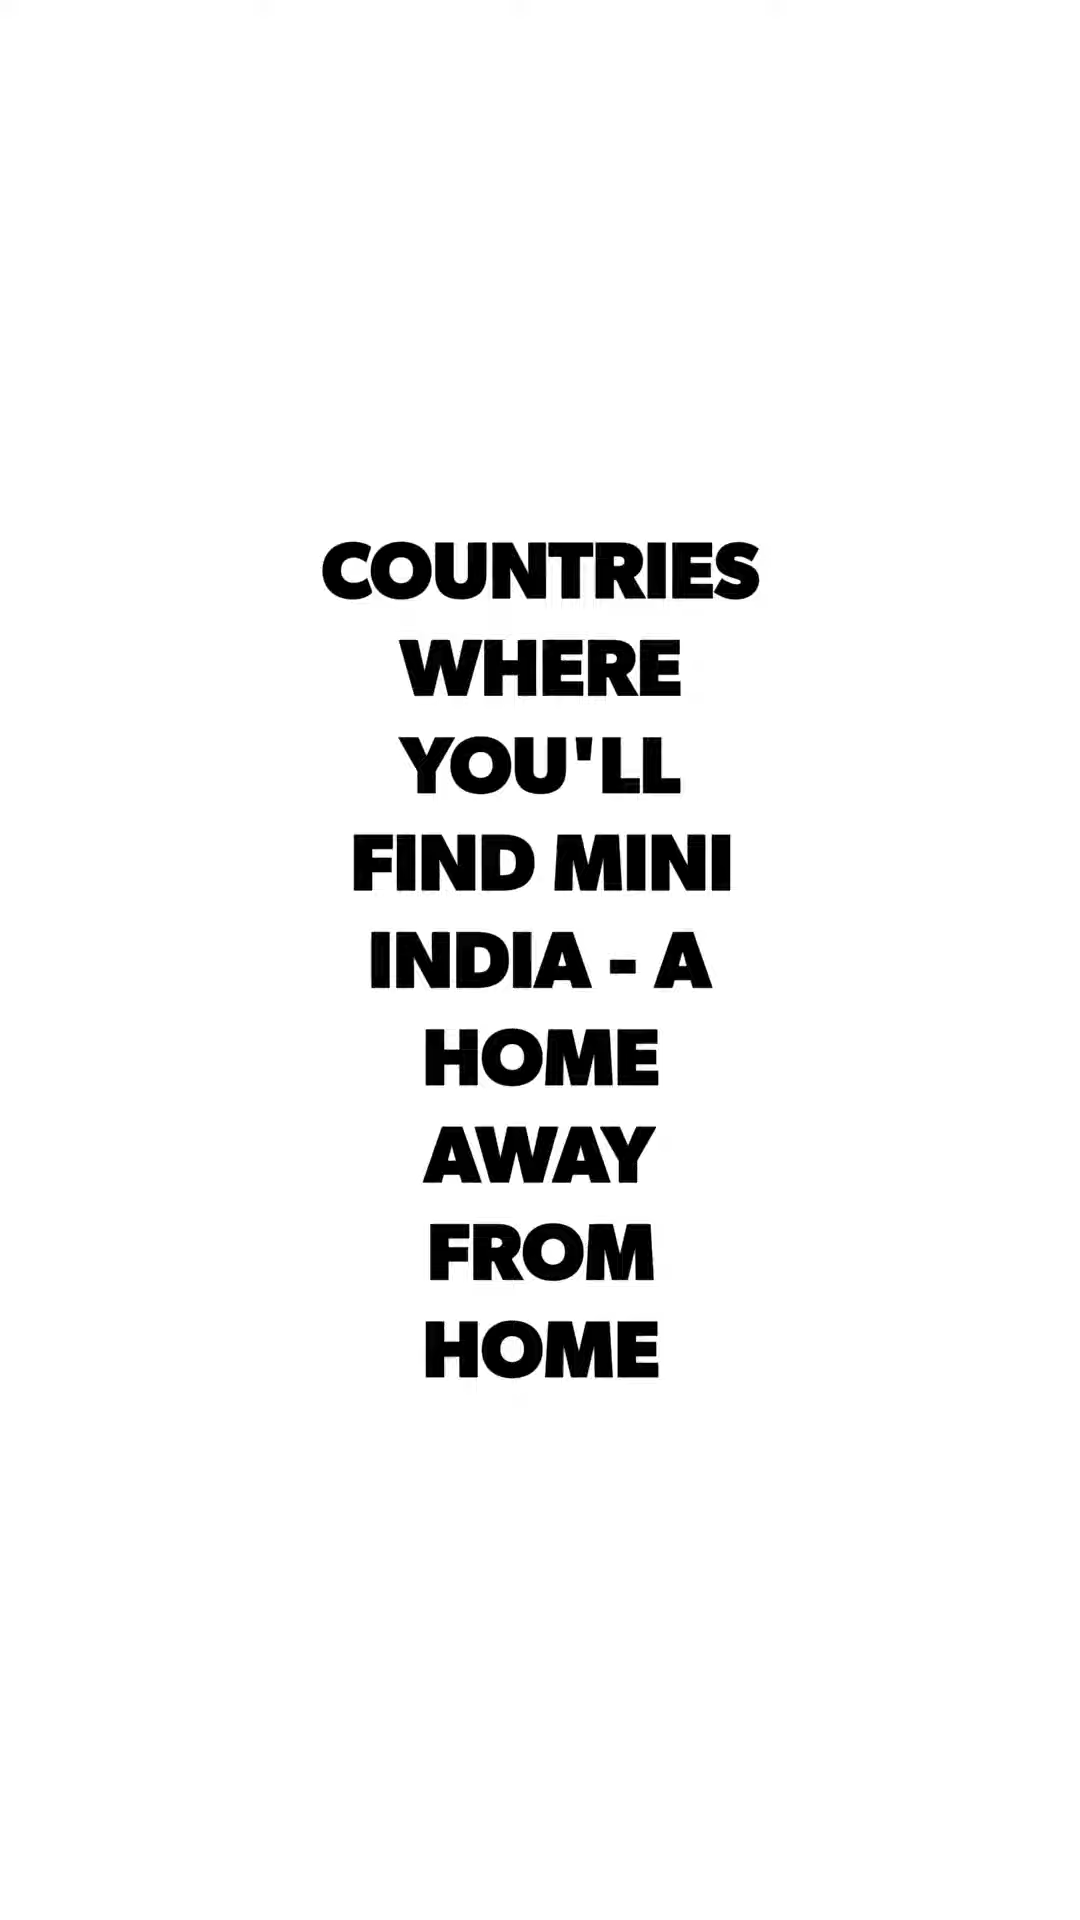 COUNTRIES
WHERE
YOU'LL
FIND MINI
INDIA - A
HOME
AWAY
FROM
HOME